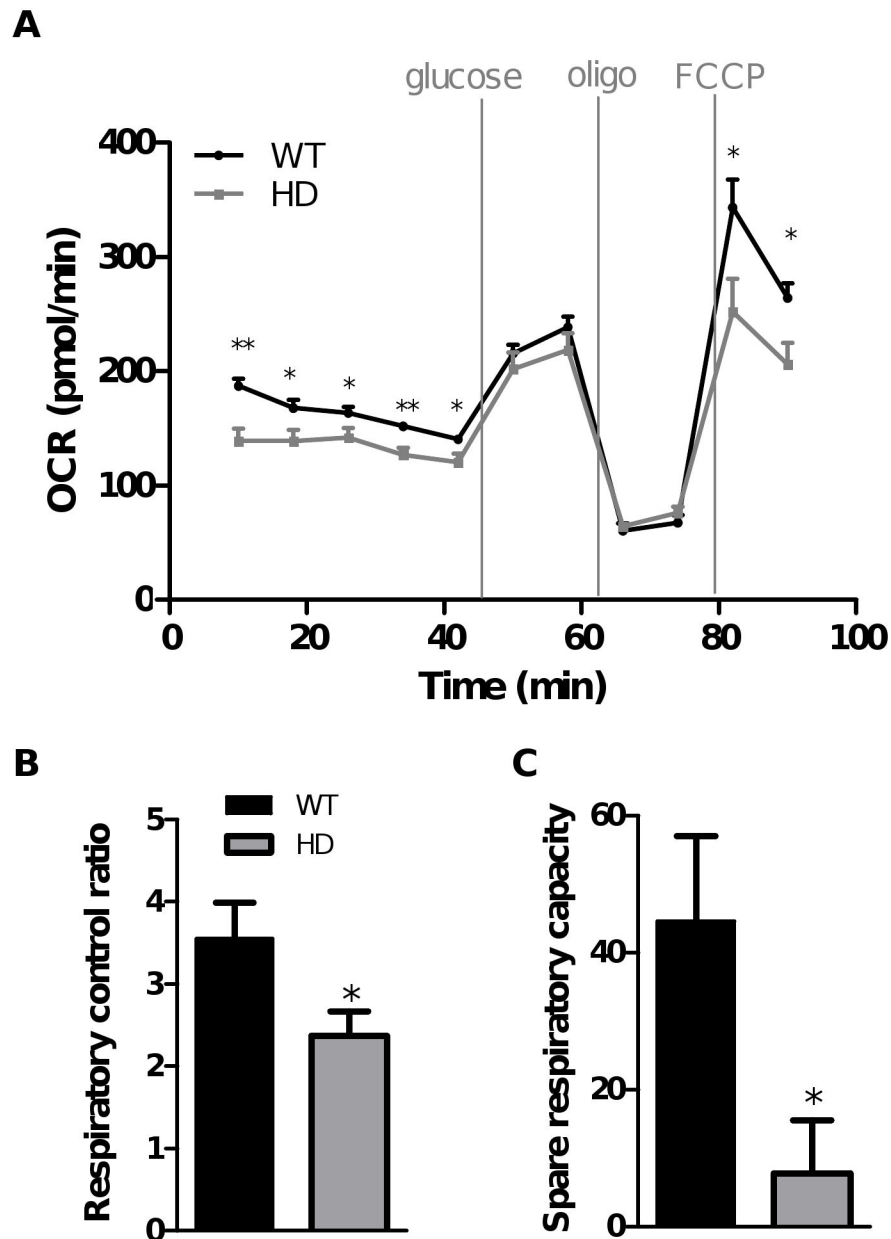 A
glucose oligo FCCP
400
WT
HD
300
200
100
0
** * * ** * * *
OCR (pmol/min)
0 20 40 60 80 100
Time (min)
B
WT
HD
5
4
3
2
1
0
*
Respiratory control ratio
C
60
40
20
0
*
Spare respiratory capacity